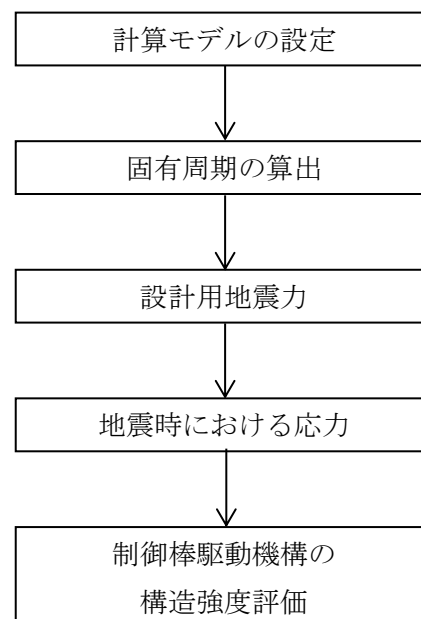 計算モデルの設定
固有周期の算出
設計用地震力
地震時における応力
制御棒駆動機構の
構造強度評価